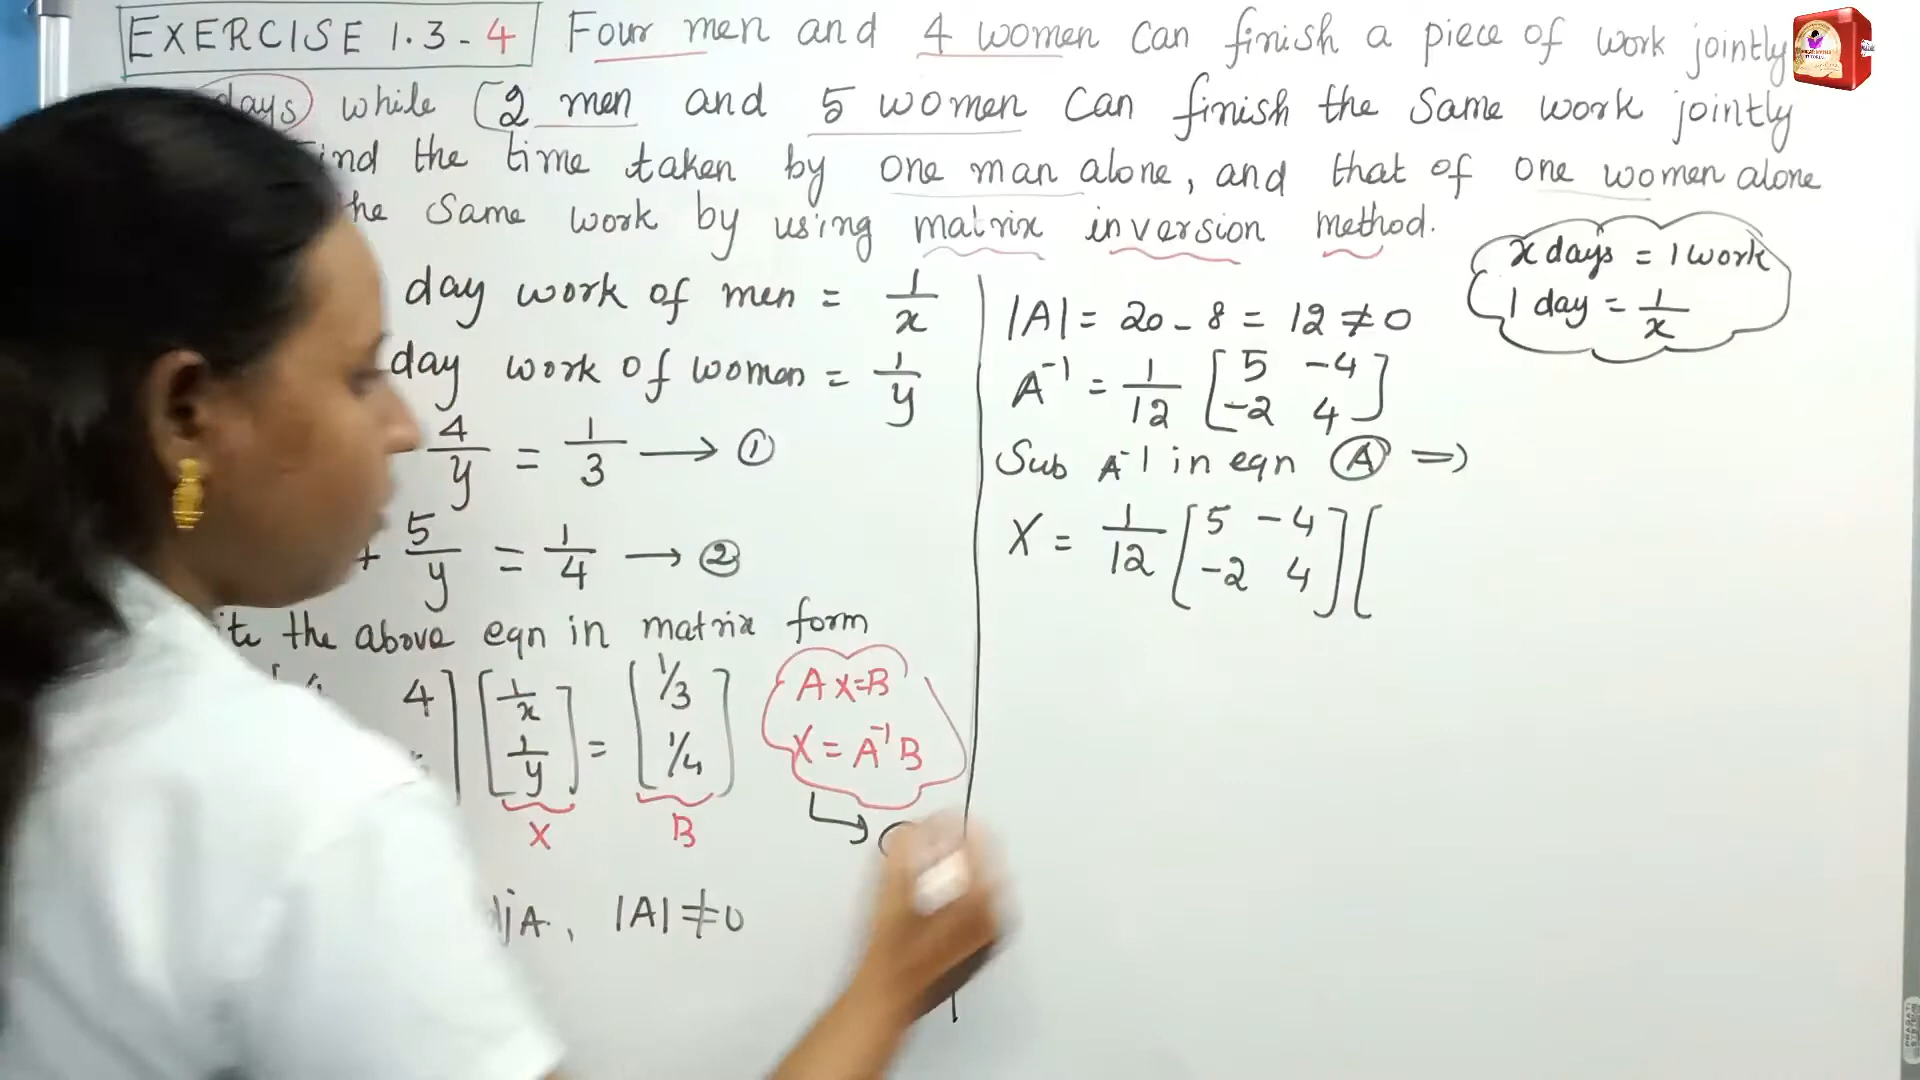 EXERCISE 1.3-4 Four men and 4 women can finish a piece of work jointly
days while 2 men and 5 women can finish the same work jointly
find the time taken by one man alone, and that of one women alone
the same work by using matrix inversion method.
day work of men = 1/x
day work of women = 1/y
4/y = 1/3 → ①
+ 5/y = 1/4 → ②
the above eqn in matrix form
4] [1/x 1/y] = [1/3 1/4]
X B
AX=B
X = A⁻¹B
adjA, |A| ≠ 0
x days = 1 work
1 day = 1/x
|A| = 20 - 8 = 12 ≠ 0
A⁻¹ = 1/12 [5 -4
-2 4]
Sub A⁻¹ in eqn Ⓐ ⇒
X = 1/12 [5 -4
-2 4] [